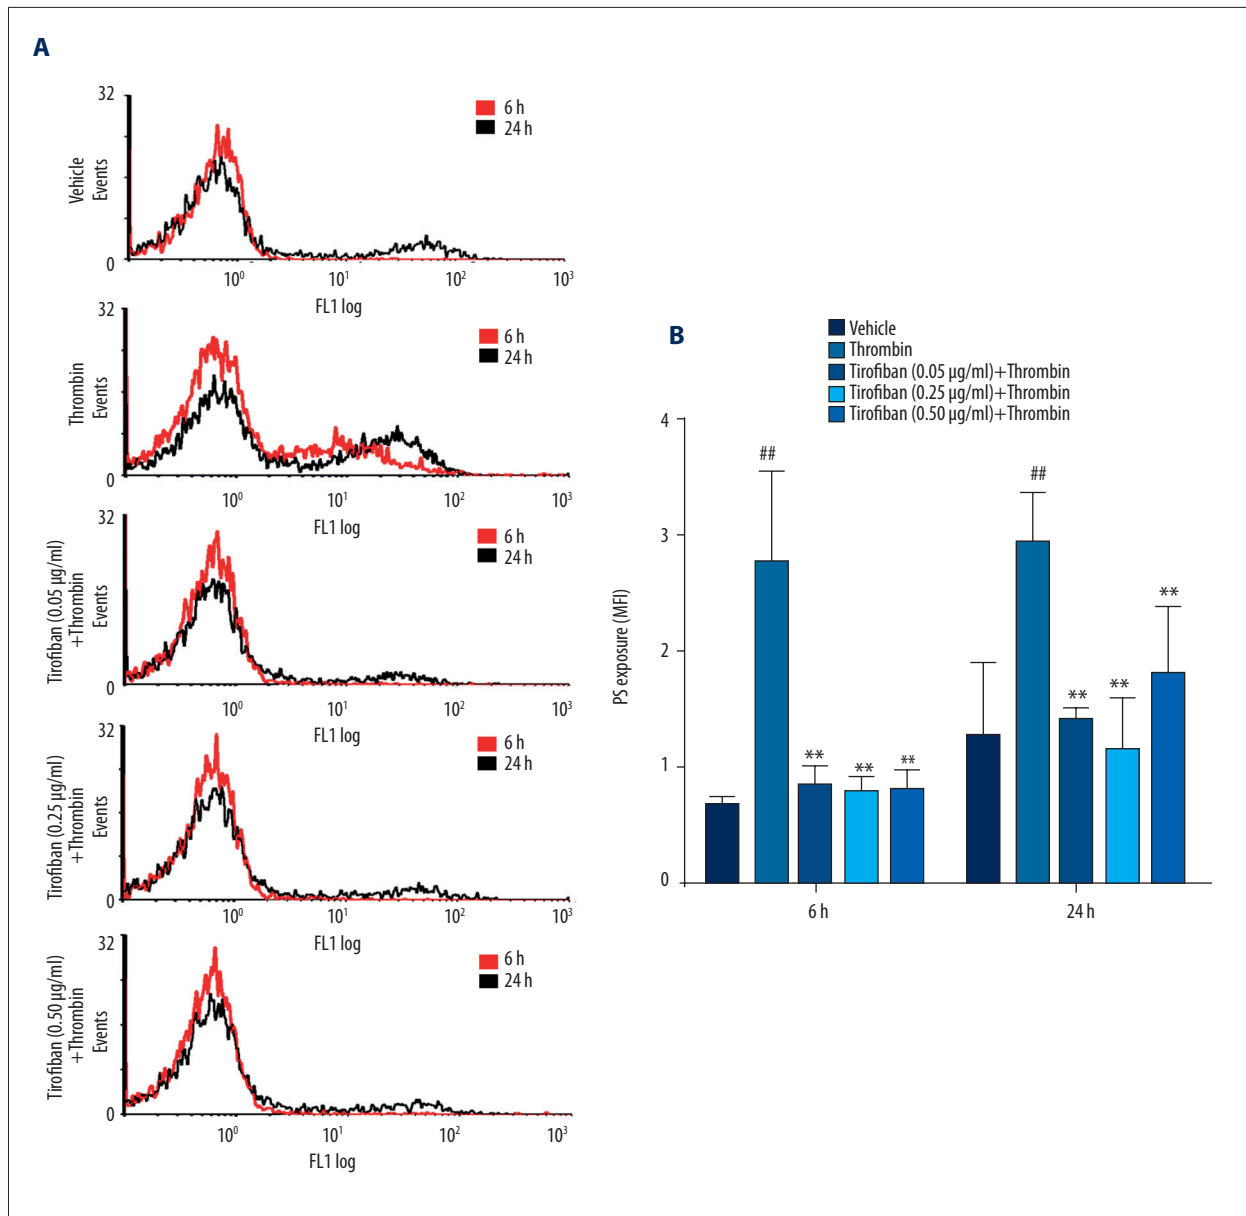 A
32
6 h
24 h
Vehicle
Events
0
10⁰ 10¹ 10² 10³
FL1 log
32
6 h
24 h
Thrombin
Events
0
10⁰ 10¹ 10² 10³
FL1 log
32
6 h
24 h
Tirofiban (0.05 µg/ml)
+Thrombin
Events
0
10⁰ 10¹ 10² 10³
FL1 log
32
6 h
24 h
Tirofiban (0.25 µg/ml)
+Thrombin
Events
0
10⁰ 10¹ 10² 10³
FL1 log
32
6 h
24 h
Tirofiban (0.50 µg/ml)
+Thrombin
Events
0
10⁰ 10¹ 10² 10³
FL1 log
B
Vehicle
Thrombin
Tirofiban (0.05 µg/ml)+Thrombin
Tirofiban (0.25 µg/ml)+Thrombin
Tirofiban (0.50 µg/ml)+Thrombin
4
3
2
1
0
PS exposure (MFI)
## ** ** **
## ** ** **
6 h 24 h